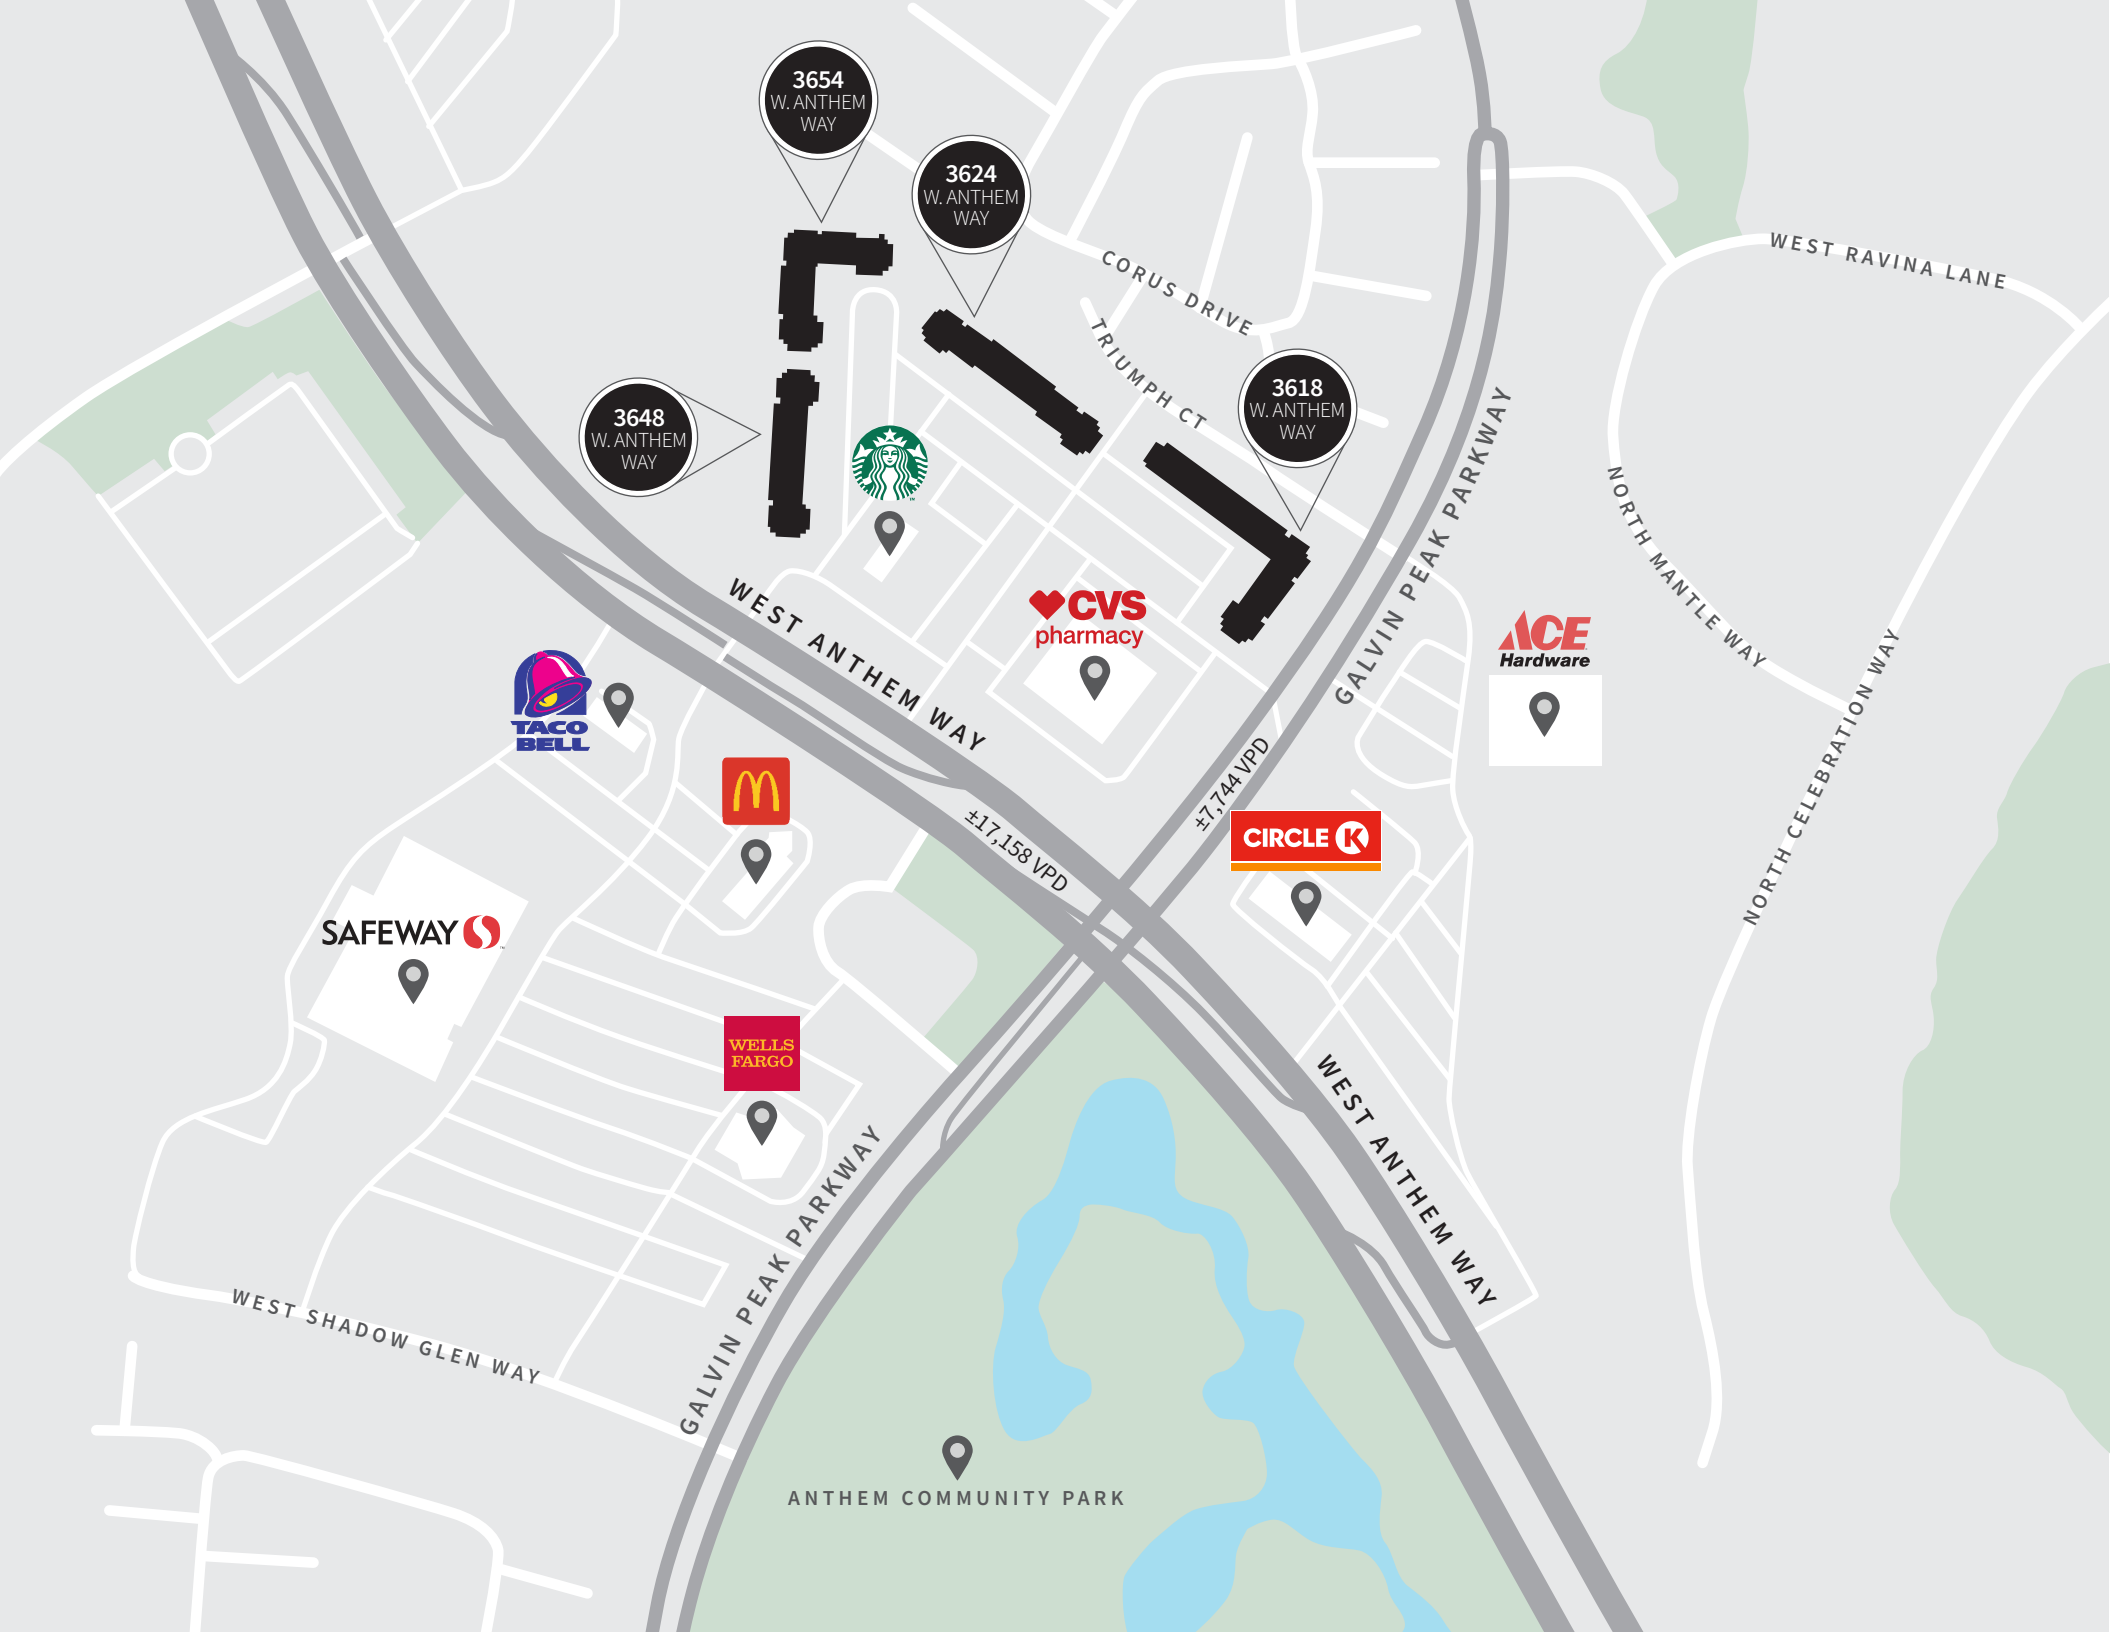 3654
W. ANTHEM
WAY
3624
W. ANTHEM
WAY
WEST RAVINA LANE
CORUS DRIVE
TRIUMPH CT
3618
W. ANTHEM
WAY
3648
W. ANTHEM
WAY
GALVIN PEAK PARKWAY
NORTH MANTLE WAY
WEST ANTHEM WAY
CVS
pharmacy
ACE
Hardware
TACO
BELL
NORTH CELEBRATION WAY
±7,744 VPD
±17,158 VPD
CIRCLE K
SAFEWAY
WELLS
FARGO
WEST ANTHEM WAY
GALVIN PEAK PARKWAY
WEST SHADOW GLEN WAY
ANTHEM COMMUNITY PARK